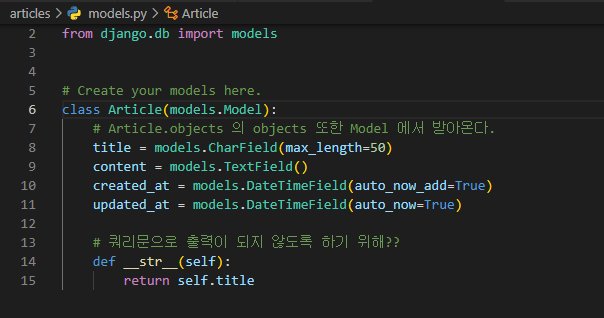 articles > models.py > Article
2 from django.db import models
3
4
5 # Create your models here.
6 class Article(models.Model):
7 # Article.objects 의 objects 또한 Model 에서 받아온다.
8 title = models.CharField(max_length=50)
9 content = models.TextField()
10 created_at = models.DateTimeField(auto_now_add=True)
11 updated_at = models.DateTimeField(auto_now=True)
12
13 # 쿼리문으로 출력이 되지 않도록 하기 위해??
14 def __str__(self):
15 return self.title